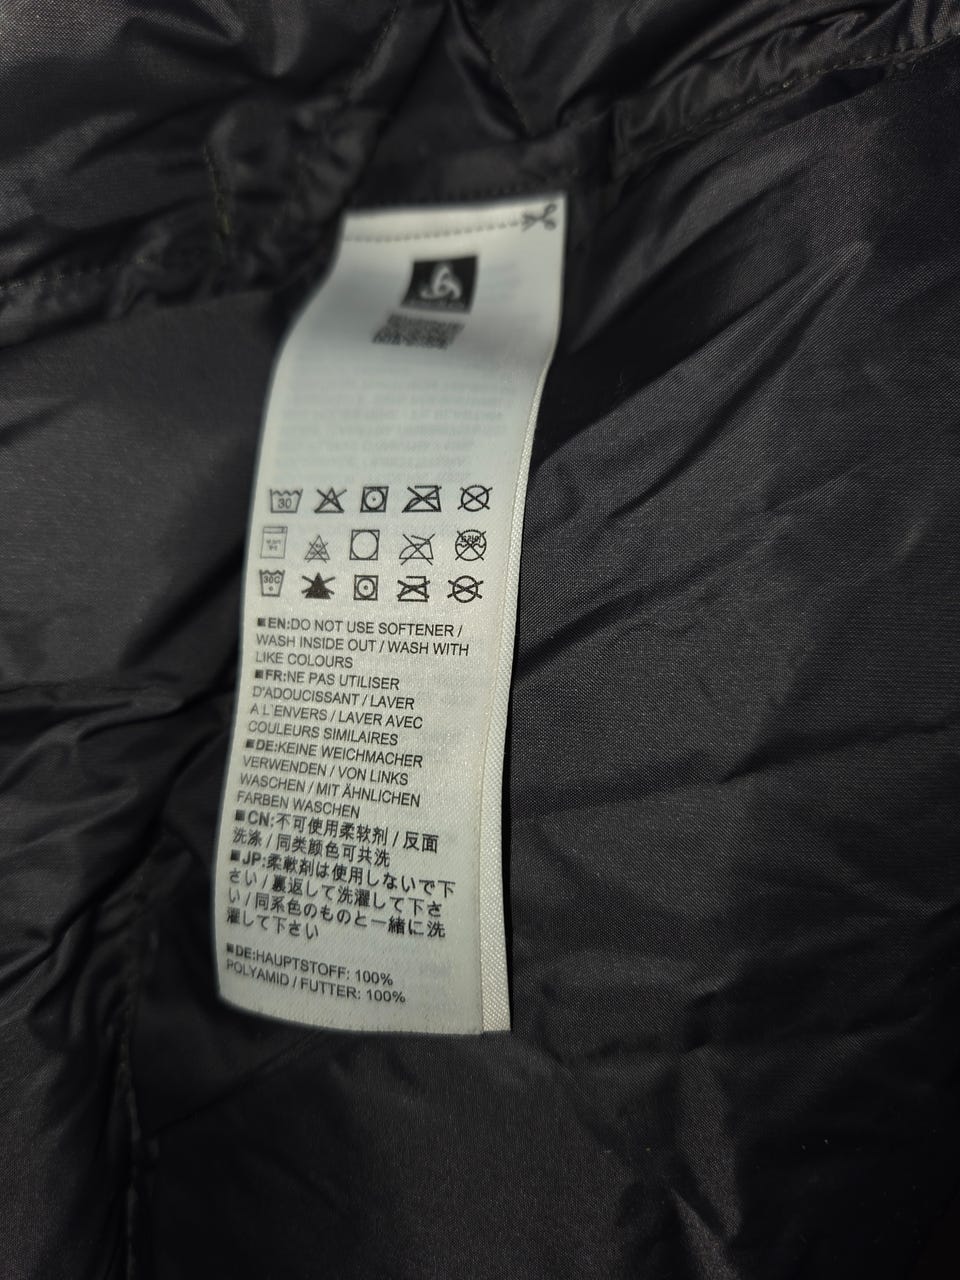 30
30C
■EN:DO NOT USE SOFTENER /
WASH INSIDE OUT / WASH WITH
LIKE COLOURS
■FR:NE PAS UTILISER
D'ADOUCISSANT / LAVER
A L`ENVERS / LAVER AVEC
COULEURS SIMILAIRES
■DE:KEINE WEICHMACHER
VERWENDEN / VON LINKS
WASCHEN / MIT ÄHNLICHEN
FARBEN WASCHEN
■CN:不可使用柔软剂 / 反面
洗涤 / 同类颜色可共洗
■JP:柔軟剤は使用しないで下
さい / 裏返して洗濯して下さ
い / 同系色のものと一緒に洗
濯して下さい
■DE:HAUPTSTOFF: 100%
POLYAMID / FUTTER: 100%